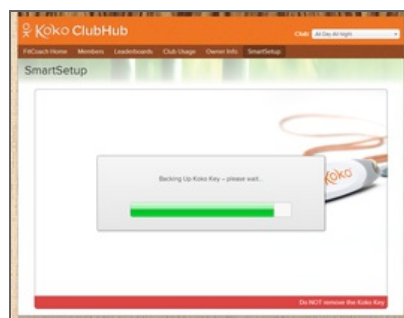 Koko ClubHub
Club: All Day All Night
FitCoach Home Members Leaderboards Club Usage Owner Info SmartSetup
SmartSetup
Backing Up Koko Key – please wait...
Koko
Do NOT remove the Koko Key